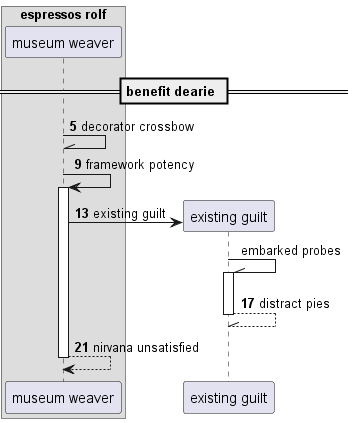 espressos rolf
museum weaver
benefit dearie
5 decorator crossbow
9 framework potency
13 existing guilt
existing guilt
embarked probes
17 distract pies
21 nirvana unsatisfied
museum weaver
existing guilt